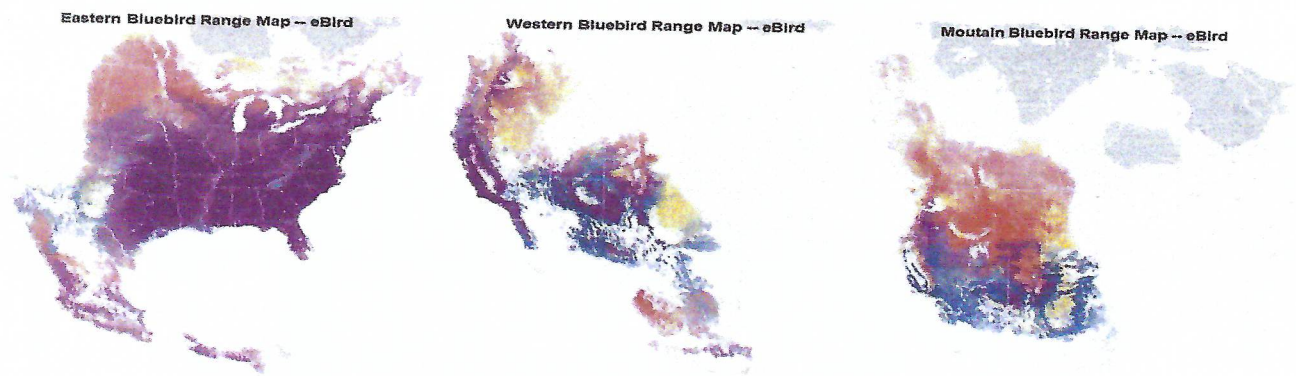 Eastern Bluebird Range Map -- eBird
Western Bluebird Range Map -- eBird
Moutain Bluebird Range Map -- eBird